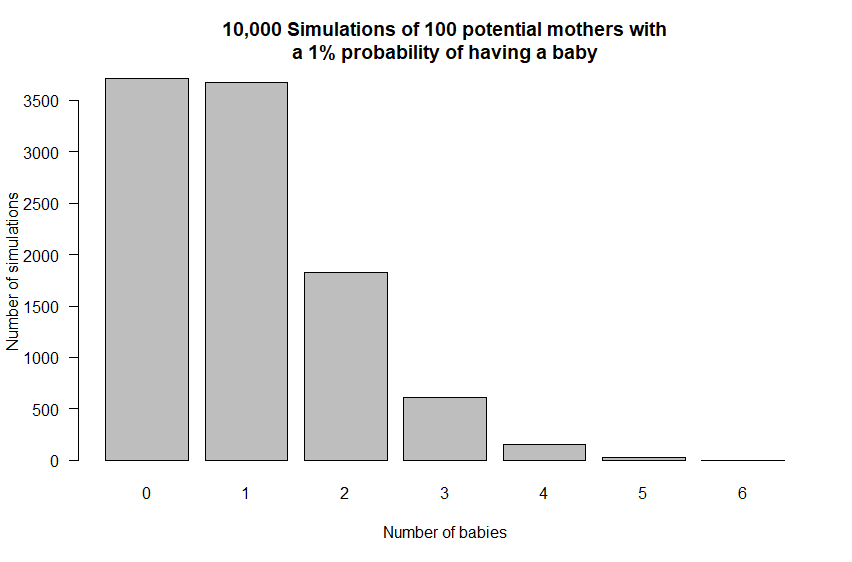 10,000 Simulations of 100 potential mothers with
a 1% probability of having a baby
Number of simulations
3500
3000
2500
2000
1500
1000
500
0
0 1 2 3 4 5 6
Number of babies